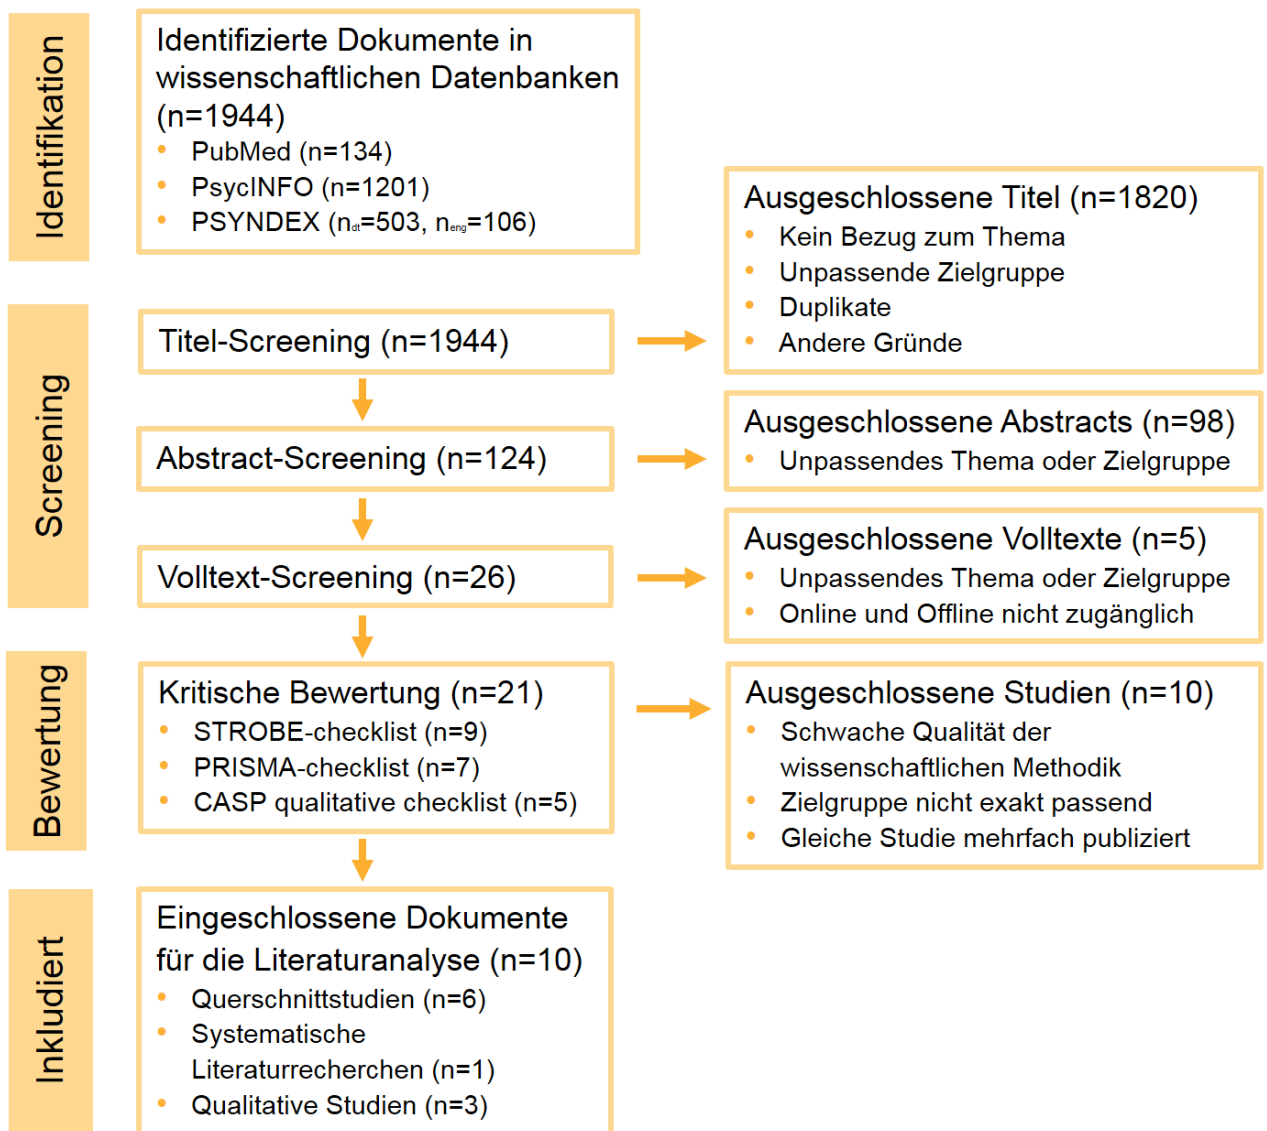 Identifikation
Identifizierte Dokumente in
wissenschaftlichen Datenbanken
(n=1944)
• PubMed (n=134)
• PsycINFO (n=1201)
• PSYNDEX (ndt=503, neng=106)
Ausgeschlossene Titel (n=1820)
• Kein Bezug zum Thema
• Unpassende Zielgruppe
• Duplikate
• Andere Gründe
Screening
Titel-Screening (n=1944)
Abstract-Screening (n=124)
Ausgeschlossene Abstracts (n=98)
• Unpassendes Thema oder Zielgruppe
Volltext-Screening (n=26)
Ausgeschlossene Volltexte (n=5)
• Unpassendes Thema oder Zielgruppe
• Online und Offline nicht zugänglich
Bewertung
Kritische Bewertung (n=21)
• STROBE-checklist (n=9)
• PRISMA-checklist (n=7)
• CASP qualitative checklist (n=5)
Ausgeschlossene Studien (n=10)
• Schwache Qualität der
wissenschaftlichen Methodik
• Zielgruppe nicht exakt passend
• Gleiche Studie mehrfach publiziert
Inkludiert
Eingeschlossene Dokumente
für die Literaturanalyse (n=10)
• Querschnittstudien (n=6)
• Systematische
Literaturrecherchen (n=1)
• Qualitative Studien (n=3)